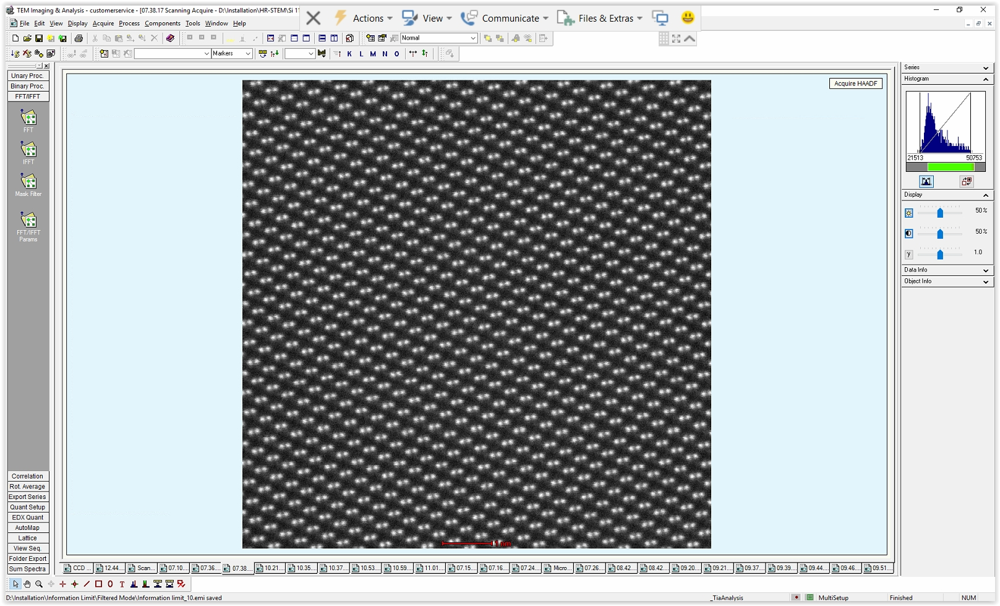 TEM Imaging & Analysis - customerservice - [07.38.17 Scanning Acquire - D:\Installation\HR-STEM\Si 11
Actions View Communicate Files & Extras
File Edit View Display Acquire Process Components Tools Window Help
Normal
Markers
K L M N O
Unary Proc.
Binary Proc.
FFT/IFFT
FFT
IFFT
Mask Filter
FFT/IFFT
Params
Correlation
Rot. Average
Export Series
Quant Setup
EDX Quant
AutoMap
Lattice
View Seq.
Folder Export
Sum Spectra
Acquire HAADF
1 nm
Series
Histogram
21513 50753
Display
50 %
50 %
γ 1.0
Data Info
Object Info
CCD ... 12.44.... Scan... 07.10.... 07.36.... 07.38.... 10.21.... 10.35.... 10.37.... 10.53.... 10.59.... 11.01.... 07.15.... 07.16.... 07.24.... Micro... 07.26.... 08.42.... 08.42.... 09.20.... 09.21.... 09.37.... 09.39.... 09.44.... 09.46.... 09.51....
T
D:\Installation\Information Limit\Filtered Mode\Information limit_10.emi saved _TiaAnalysis MultiSetup Finished NUM